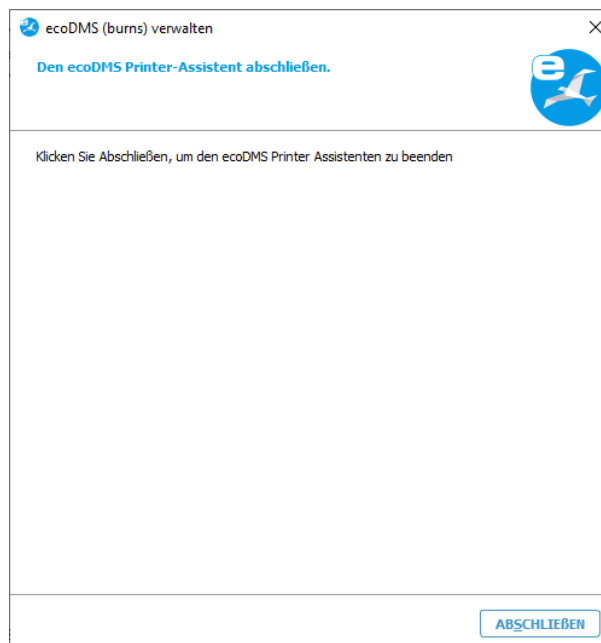 ecoDMS (burns) verwalten
Den ecoDMS Printer-Assistent abschließen.
e
Klicken Sie Abschließen, um den ecoDMS Printer Assistenten zu beenden
ABSCHLIEßEN